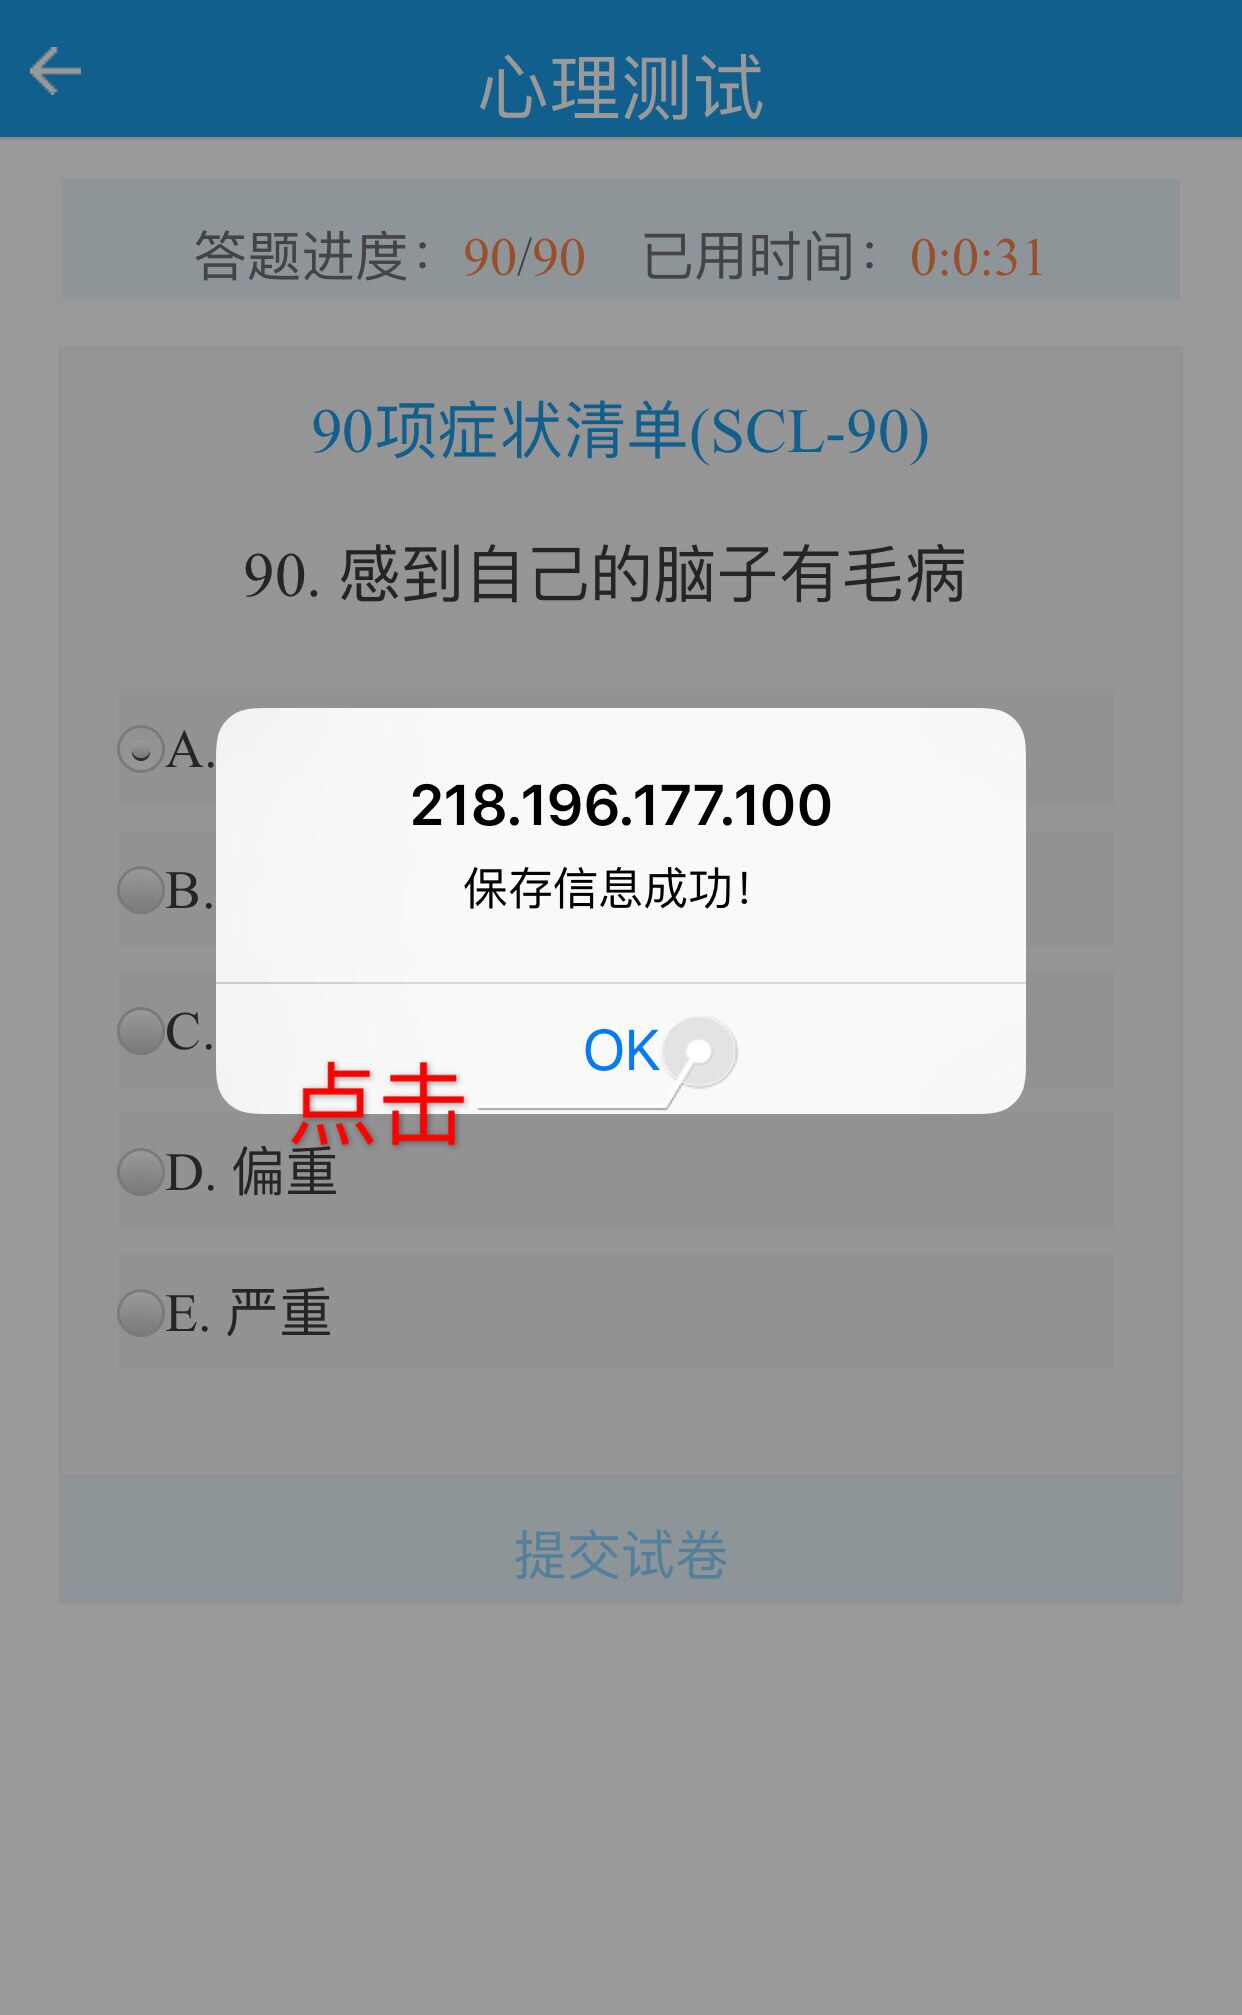 心理测试
答题进度：90/90 已用时间：0:0:31
90项症状清单(SCL-90)
90. 感到自己的脑子有毛病
A.
218.196.177.100
保存信息成功！
B.
C.
OK
点击
D. 偏重
E. 严重
提交试卷